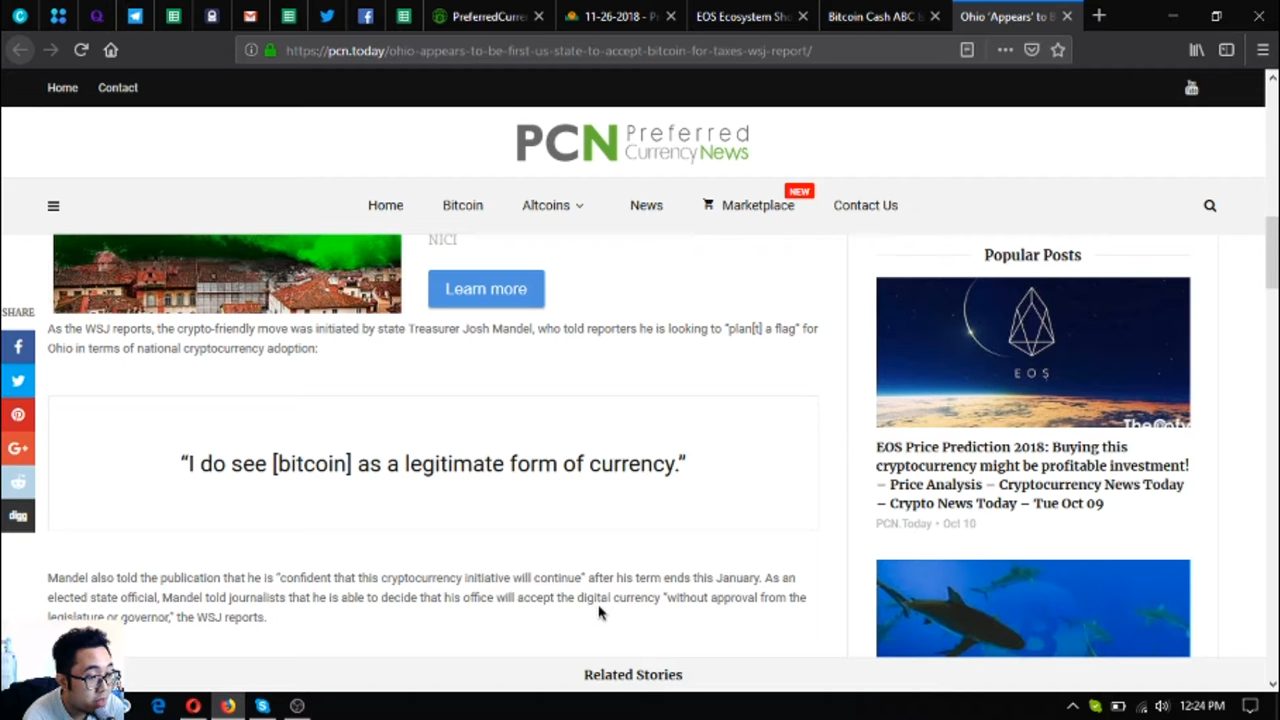 PreferredCurre
11-26-2018 - P
EOS Ecosystem Sho
Bitcoin Cash ABC
Ohio 'Appears' to B
https://pcn.today/ohio-appears-to-be-first-us-state-to-accept-bitcoin-for-taxes-wsj-report/
Home Contact
PCN Preferred
Currency News
NEW
Home Bitcoin Altcoins News Marketplace Contact Us
NICI
Learn more
SHARE
As the WSJ reports, the crypto-friendly move was initiated by state Treasurer Josh Mandel, who told reporters he is looking to “plan[t] a flag” for
Ohio in terms of national cryptocurrency adoption:
“I do see [bitcoin] as a legitimate form of currency.”
Mandel also told the publication that he is “confident that this cryptocurrency initiative will continue” after his term ends this January. As an
elected state official, Mandel told journalists that he is able to decide that his office will accept the digital currency “without approval from the
legislature or governor,” the WSJ reports.
digg
Related Stories
Popular Posts
EOS
EOS Price Prediction 2018: Buying this
cryptocurrency might be profitable investment!
– Price Analysis – Cryptocurrency News Today
– Crypto News Today – Tue Oct 09
PCN.Today • Oct 10
12:24 PM